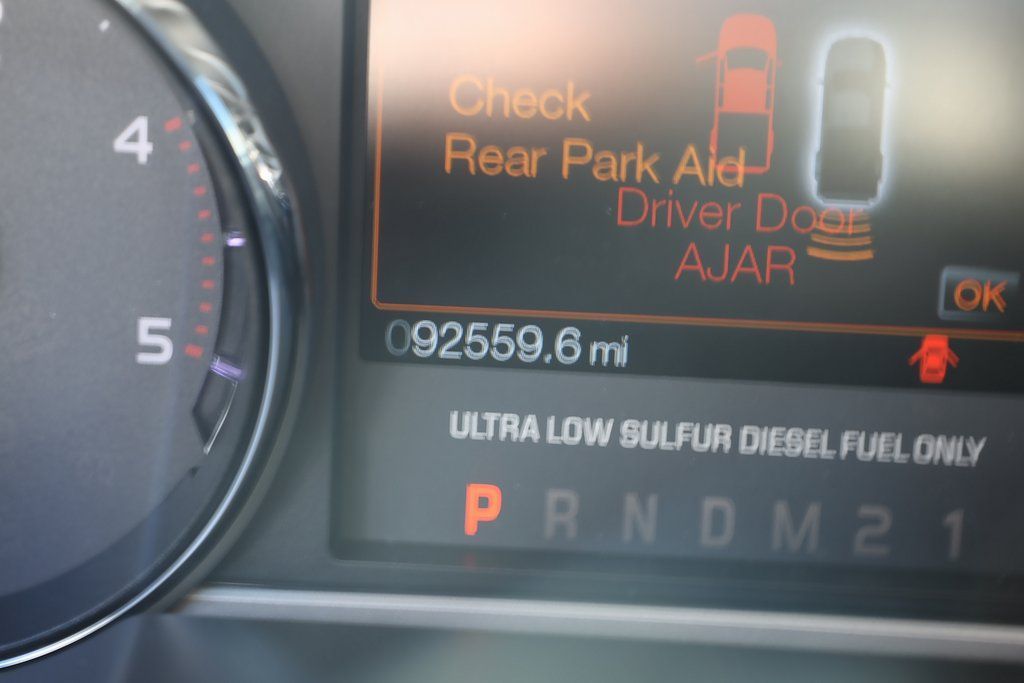 4
5
Check
Rear Park Aid
Driver Door
AJAR
OK
092559.6 mi
ULTRA LOW SULFUR DIESEL FUEL ONLY
P R N D M 2 1